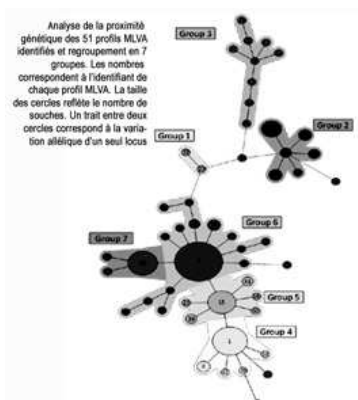 Analyse de la proximité
génétique des 51 profils MLVA
identifiés et regroupement en 7
groupes. Les nombres
correspondent à l'identifiant de
chaque profil MLVA. La taille
des cercles reflète le nombre de
souches. Un trait entre deux
cercles correspond à la varia-
tion allélique d'un seul locus
Group 3
Group 2
Group 1
Group 6
Group 7
Group 5
Group 4